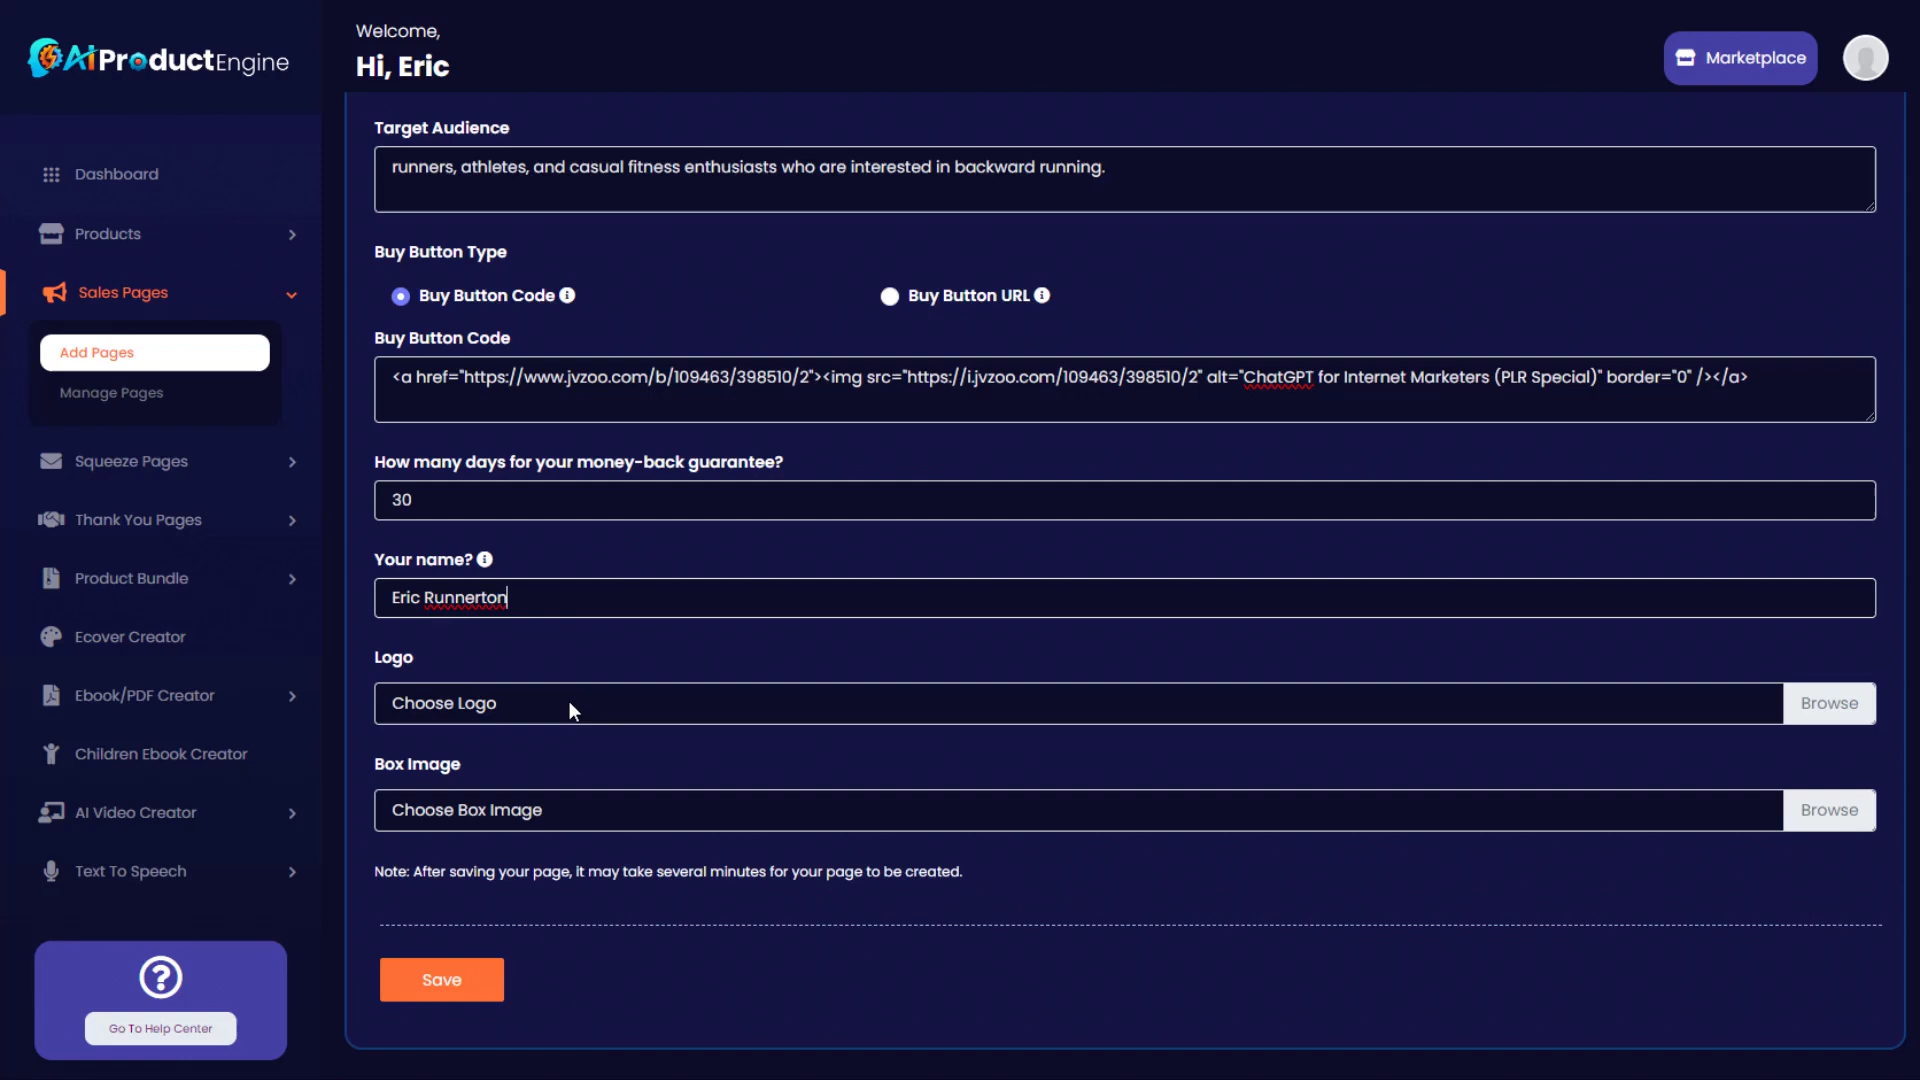 AiProductEngine
Welcome,
Hi, Eric
Marketplace
Dashboard
Products
Sales Pages
Add Pages
Manage Pages
Squeeze Pages
Thank You Pages
Product Bundle
Ecover Creator
Ebook/PDF Creator
Children Ebook Creator
AI Video Creator
Text To Speech
Go To Help Center
Target Audience
runners, athletes, and casual fitness enthusiasts who are interested in backward running.
Buy Button Type
Buy Button Code
Buy Button URL
Buy Button Code
<a href="https://www.jvzoo.com/b/109463/398510/2"><img src="https://i.jvzoo.com/109463/398510/2" alt="ChatGPT for Internet Marketers (PLR Special)" border="0" /></a>
How many days for your money-back guarantee?
30
Your name?
Eric Runnerton
Logo
Choose Logo
Browse
Box Image
Choose Box Image
Browse
Note: After saving your page, it may take several minutes for your page to be created.
Save